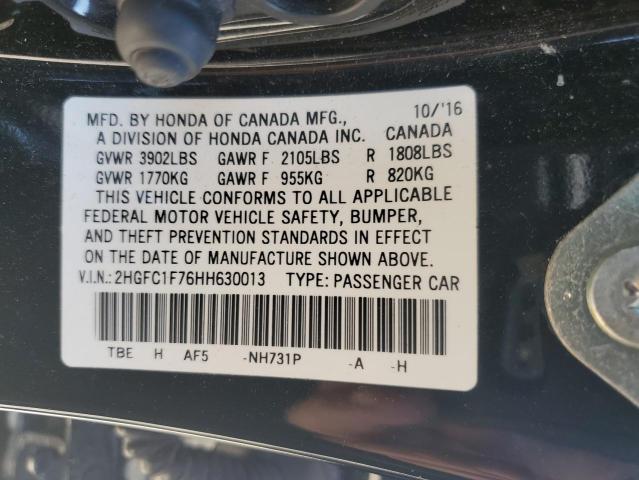 MFD. BY HONDA OF CANADA MFG., 10/'16
A DIVISION OF HONDA CANADA INC. CANADA
GVWR 3902LBS GAWR F 2105LBS R 1808LBS
GVWR 1770KG GAWR F 955KG R 820KG
THIS VEHICLE CONFORMS TO ALL APPLICABLE
FEDERAL MOTOR VEHICLE SAFETY, BUMPER,
AND THEFT PREVENTION STANDARDS IN EFFECT
ON THE DATE OF MANUFACTURE SHOWN ABOVE.
V.I.N.: 2HGFC1F76HH630013 TYPE: PASSENGER CAR
TBE H AF5 -NH731P -A -H